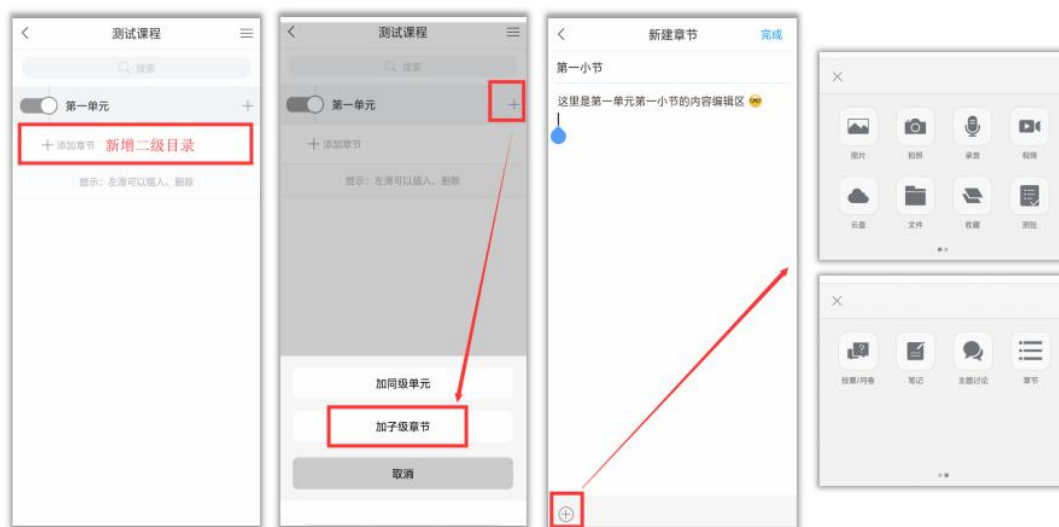 测试课程
搜索
第一单元
添加章节 新增二级目录
提示：左滑可以插入、删除
测试课程
搜索
第一单元
添加章节
提示：左滑可以插入、删除
加同级单元
加子级章节
取消
新建章节 完成
第一小节
这里是第一单元第一小节的内容编辑区
图片 拍照 录音 视频
云盘 文件 收藏 测验
投票/问卷 笔记 主题讨论 章节